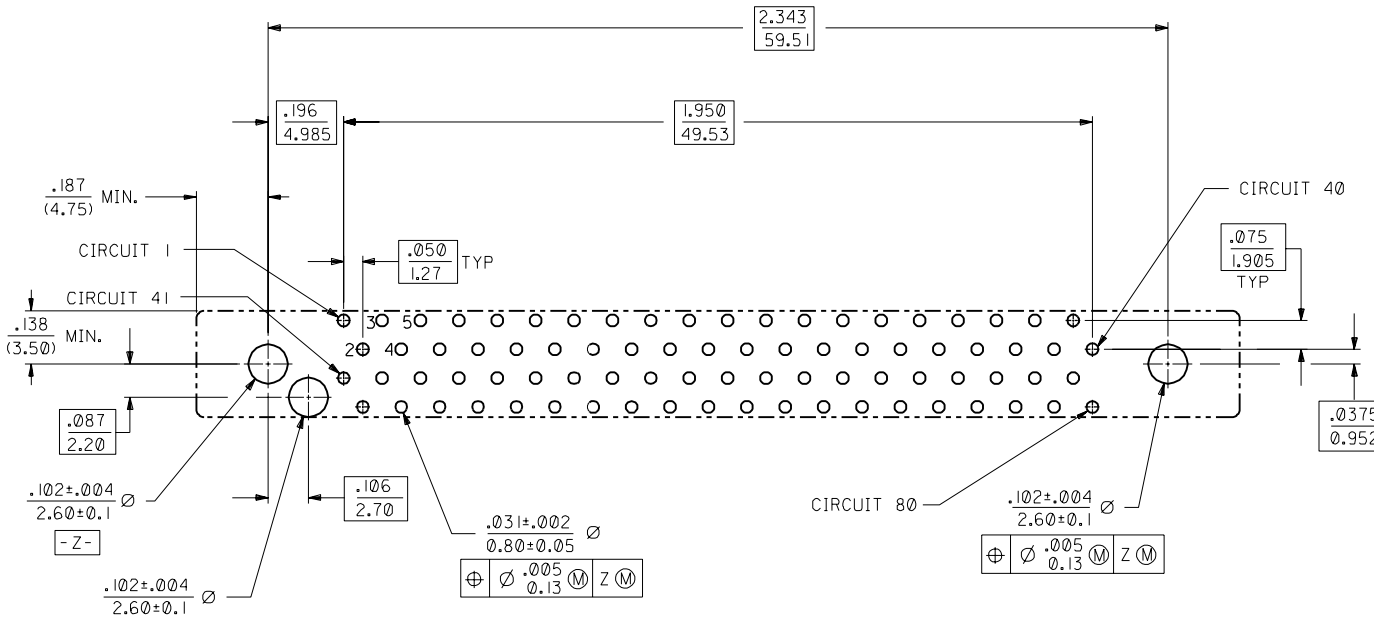 2.343
59.51
.196
4.985
1.950
49.53
.187 MIN.
(4.75)
CIRCUIT 40
CIRCUIT 1
.050 TYP
1.27
.075
1.905
TYP
CIRCUIT 41
3 5
.138 MIN.
(3.50)
2 4
.087
2.20
.0375
0.952
.106
2.70
.102±.004 Ø
2.60±0.1
-Z-
CIRCUIT 80
.102±.004 Ø
2.60±0.1
⌖ Ø .005 Ⓜ Z Ⓜ
0.13
.031±.002 Ø
0.80±0.05
⌖ Ø .005 Ⓜ Z Ⓜ
0.13
.102±.004 Ø
2.60±0.1